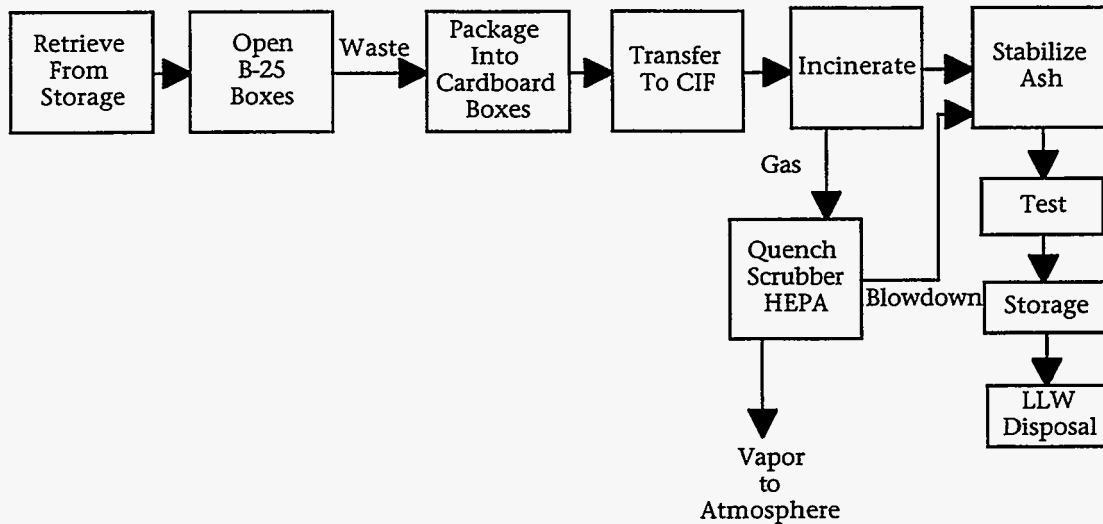 Retrieve
From
Storage
Open
B-25
Boxes
Waste
Package
Into
Cardboard
Boxes
Transfer
To CIF
Incinerate
Stabilize
Ash
Gas
Test
Quench
Scrubber
HEPA
Blowdown
Storage
LLW
Disposal
Vapor
to
Atmosphere